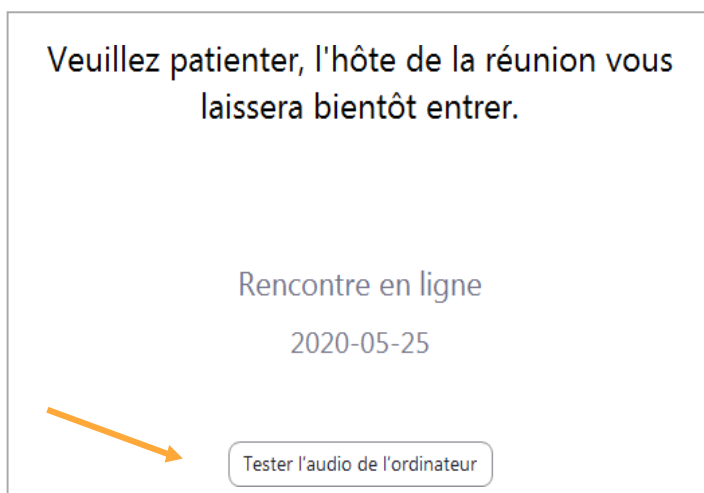 Veuillez patienter, l'hôte de la réunion vous
laissera bientôt entrer.
Rencontre en ligne
2020-05-25
Tester l'audio de l'ordinateur